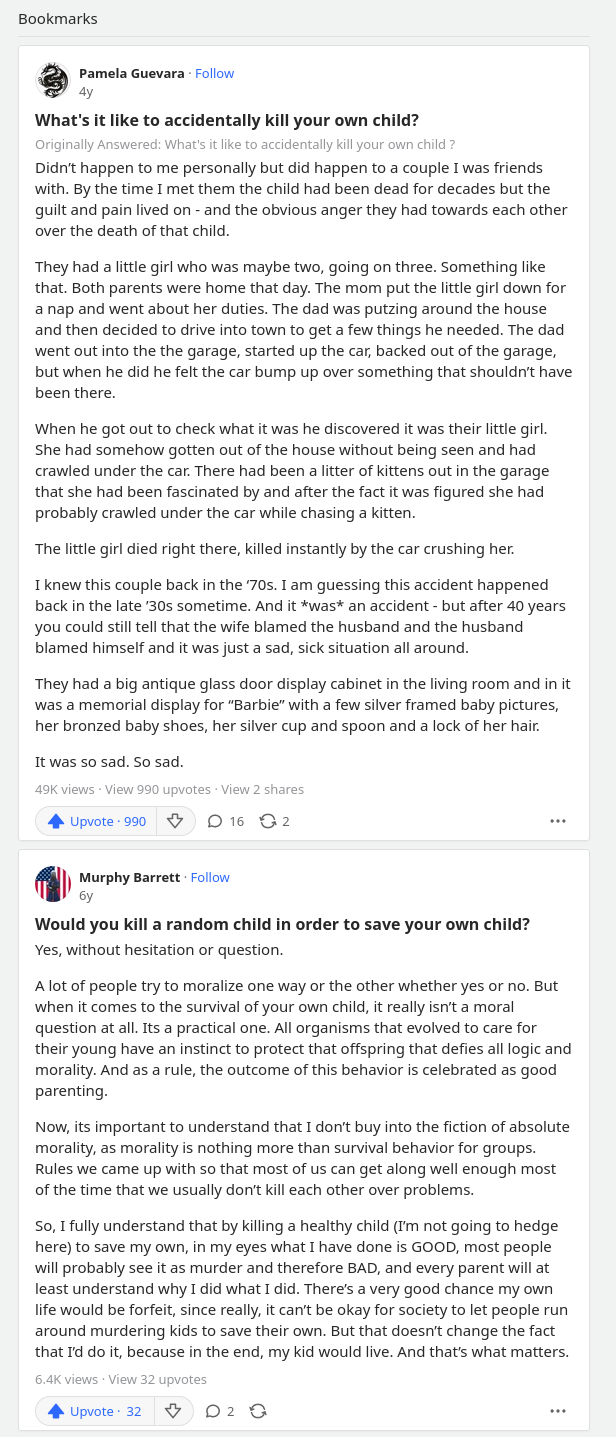 Bookmarks
Pamela Guevara · Follow
4y
What's it like to accidentally kill your own child?
Originally Answered: What's it like to accidentally kill your own child ?
Didn’t happen to me personally but did happen to a couple I was friends
with. By the time I met them the child had been dead for decades but the
guilt and pain lived on - and the obvious anger they had towards each other
over the death of that child.
They had a little girl who was maybe two, going on three. Something like
that. Both parents were home that day. The mom put the little girl down for
a nap and went about her duties. The dad was putzing around the house
and then decided to drive into town to get a few things he needed. The dad
went out into the the garage, started up the car, backed out of the garage,
but when he did he felt the car bump up over something that shouldn’t have
been there.
When he got out to check what it was he discovered it was their little girl.
She had somehow gotten out of the house without being seen and had
crawled under the car. There had been a litter of kittens out in the garage
that she had been fascinated by and after the fact it was figured she had
probably crawled under the car while chasing a kitten.
The little girl died right there, killed instantly by the car crushing her.
I knew this couple back in the ‘70s. I am guessing this accident happened
back in the late ’30s sometime. And it *was* an accident - but after 40 years
you could still tell that the wife blamed the husband and the husband
blamed himself and it was just a sad, sick situation all around.
They had a big antique glass door display cabinet in the living room and in it
was a memorial display for “Barbie” with a few silver framed baby pictures,
her bronzed baby shoes, her silver cup and spoon and a lock of her hair.
It was so sad. So sad.
49K views · View 990 upvotes · View 2 shares
Upvote · 990 16 2
Murphy Barrett · Follow
6y
Would you kill a random child in order to save your own child?
Yes, without hesitation or question.
A lot of people try to moralize one way or the other whether yes or no. But
when it comes to the survival of your own child, it really isn’t a moral
question at all. Its a practical one. All organisms that evolved to care for
their young have an instinct to protect that offspring that defies all logic and
morality. And as a rule, the outcome of this behavior is celebrated as good
parenting.
Now, its important to understand that I don’t buy into the fiction of absolute
morality, as morality is nothing more than survival behavior for groups.
Rules we came up with so that most of us can get along well enough most
of the time that we usually don’t kill each other over problems.
So, I fully understand that by killing a healthy child (I’m not going to hedge
here) to save my own, in my eyes what I have done is GOOD, most people
will probably see it as murder and therefore BAD, and every parent will at
least understand why I did what I did. There’s a very good chance my own
life would be forfeit, since really, it can’t be okay for society to let people run
around murdering kids to save their own. But that doesn’t change the fact
that I’d do it, because in the end, my kid would live. And that’s what matters.
6.4K views · View 32 upvotes
Upvote · 32 2